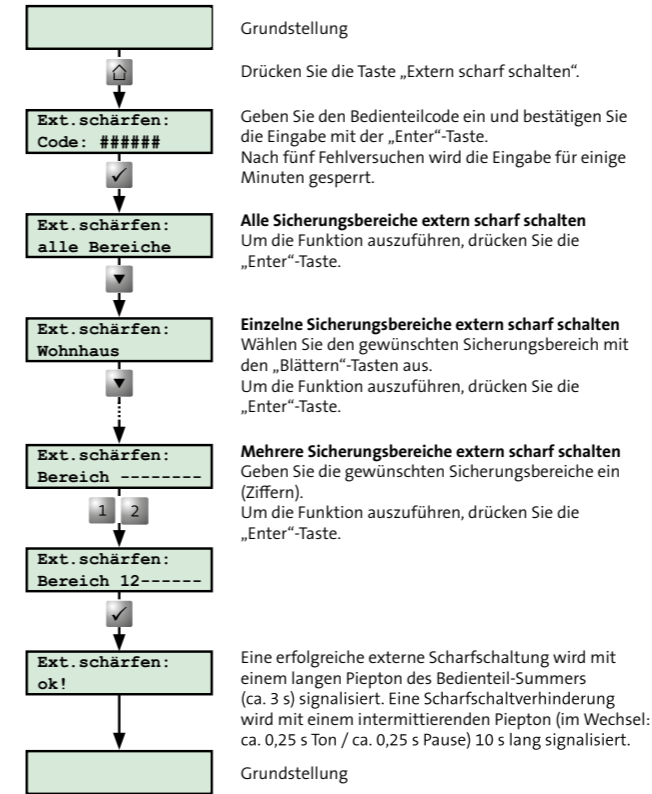 Grundstellung
Drücken Sie die Taste „Extern scharf schalten“.
Ext.schärfen:
Code: ######
Geben Sie den Bedienteilcode ein und bestätigen Sie
die Eingabe mit der „Enter“-Taste.
Nach fünf Fehlversuchen wird die Eingabe für einige
Minuten gesperrt.
Ext.schärfen:
alle Bereiche
Alle Sicherungsbereiche extern scharf schalten
Um die Funktion auszuführen, drücken Sie die
„Enter“-Taste.
Ext.schärfen:
Wohnhaus
Einzelne Sicherungsbereiche extern scharf schalten
Wählen Sie den gewünschten Sicherungsbereich mit
den „Blättern“-Tasten aus.
Um die Funktion auszuführen, drücken Sie die
„Enter“-Taste.
Ext.schärfen:
Bereich --------
Mehrere Sicherungsbereiche extern scharf schalten
Geben Sie die gewünschten Sicherungsbereiche ein
(Ziffern).
Um die Funktion auszuführen, drücken Sie die
„Enter“-Taste.
1 2
Ext.schärfen:
Bereich 12------
Ext.schärfen:
ok!
Eine erfolgreiche externe Scharfschaltung wird mit
einem langen Piepton des Bedienteil-Summers
(ca. 3 s) signalisiert. Eine Scharfschaltverhinderung
wird mit einem intermittierenden Piepton (im Wechsel:
ca. 0,25 s Ton / ca. 0,25 s Pause) 10 s lang signalisiert.
Grundstellung